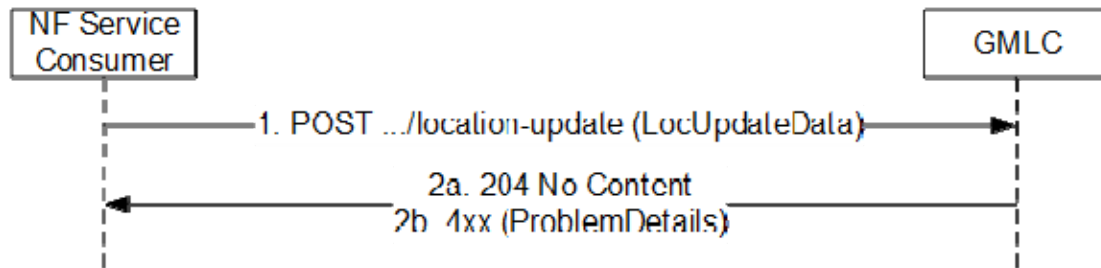 NF Service
Consumer
GMLC
1. POST .../location-update (LocUpdateData)
2a. 204 No Content
2b. 4xx (ProblemDetails)